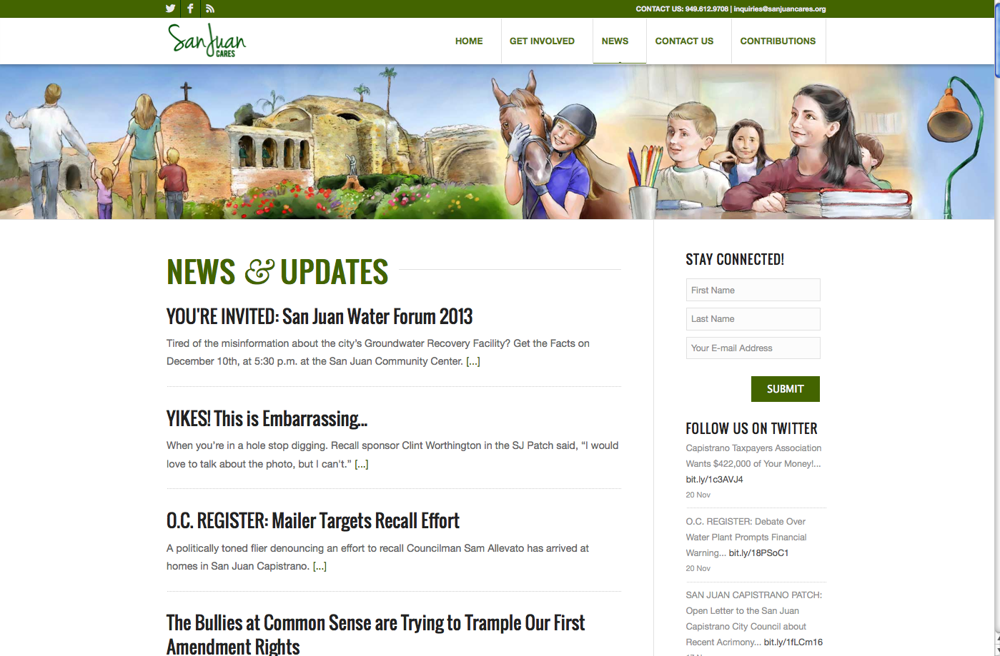 CONTACT US: 949.612.9708 | inquiries@sanjuancares.org
San Juan
CARES
HOME
GET INVOLVED
NEWS
CONTACT US
CONTRIBUTIONS
NEWS & UPDATES
YOU'RE INVITED: San Juan Water Forum 2013
Tired of the misinformation about the city’s Groundwater Recovery Facility? Get the Facts on
December 10th, at 5:30 p.m. at the San Juan Community Center. [...]
YIKES! This is Embarrassing...
When you’re in a hole stop digging. Recall sponsor Clint Worthington in the SJ Patch said, “I would
love to talk about the photo, but I can't.” [...]
O.C. REGISTER: Mailer Targets Recall Effort
A politically toned flier denouncing an effort to recall Councilman Sam Allevato has arrived at
homes in San Juan Capistrano. [...]
The Bullies at Common Sense are Trying to Trample Our First
Amendment Rights
STAY CONNECTED!
First Name
Last Name
Your E-mail Address
SUBMIT
FOLLOW US ON TWITTER
Capistrano Taxpayers Association
Wants $422,000 of Your Money!...
bit.ly/1c3AVJ4
20 Nov
O.C. REGISTER: Debate Over
Water Plant Prompts Financial
Warning... bit.ly/18PSoC1
20 Nov
SAN JUAN CAPISTRANO PATCH:
Open Letter to the San Juan
Capistrano City Council about
Recent Acrimony... bit.ly/1fLCm16